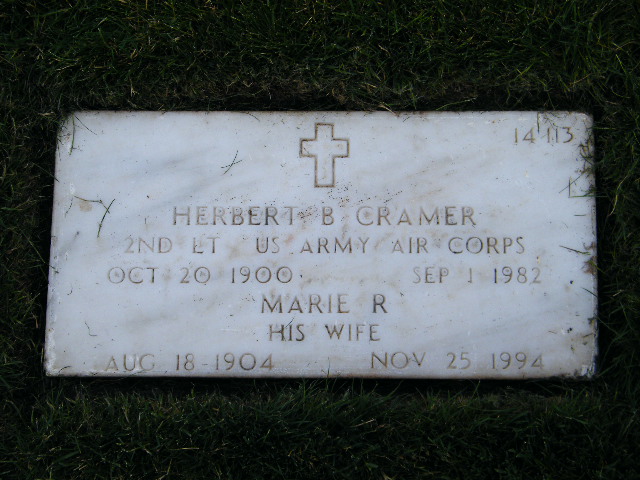 14 113
HERBERT B CRAMER
2ND LT US ARMY AIR CORPS
OCT 20 1900 SEP 1 1982
MARIE R
HIS WIFE
AUG 18-1904 NOV 25 1994